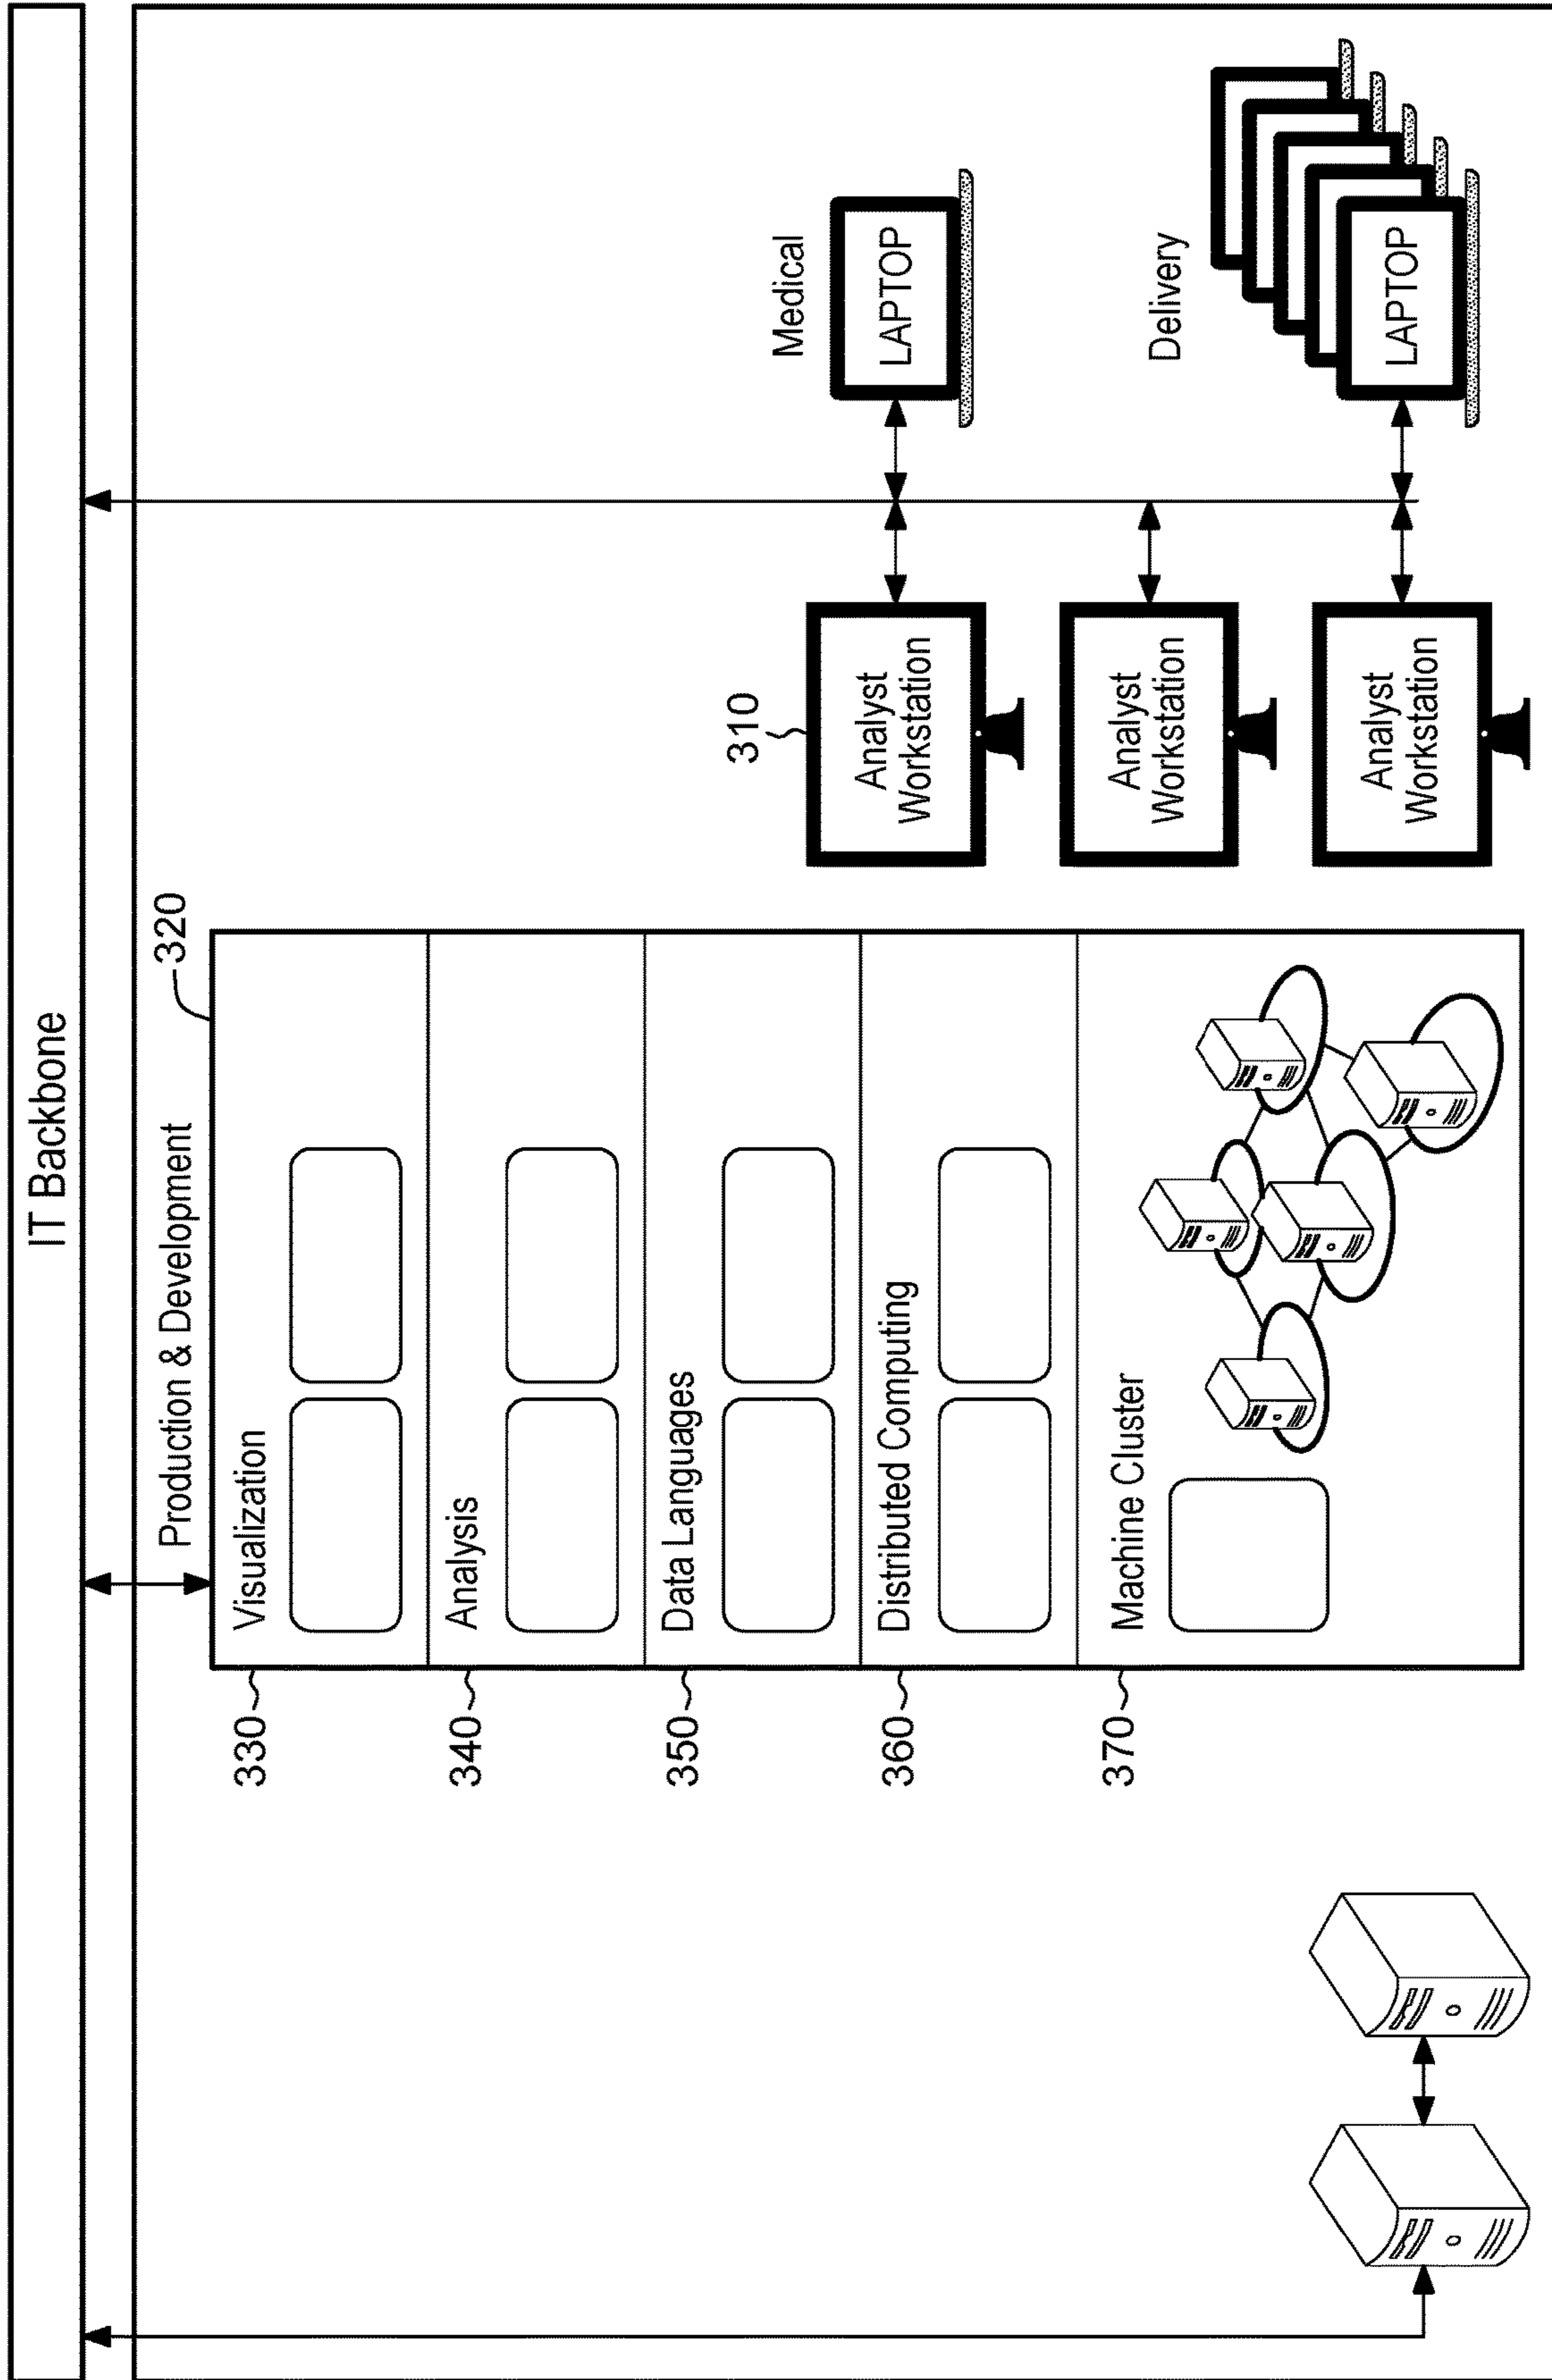 IT Backbone
Production & Development
320
330
Visualization
340
Analysis
350
Data Languages
360
Distributed Computing
370
Machine Cluster
310
Analyst
Workstation
Analyst
Workstation
Analyst
Workstation
Medical
LAPTOP
Delivery
LAPTOP